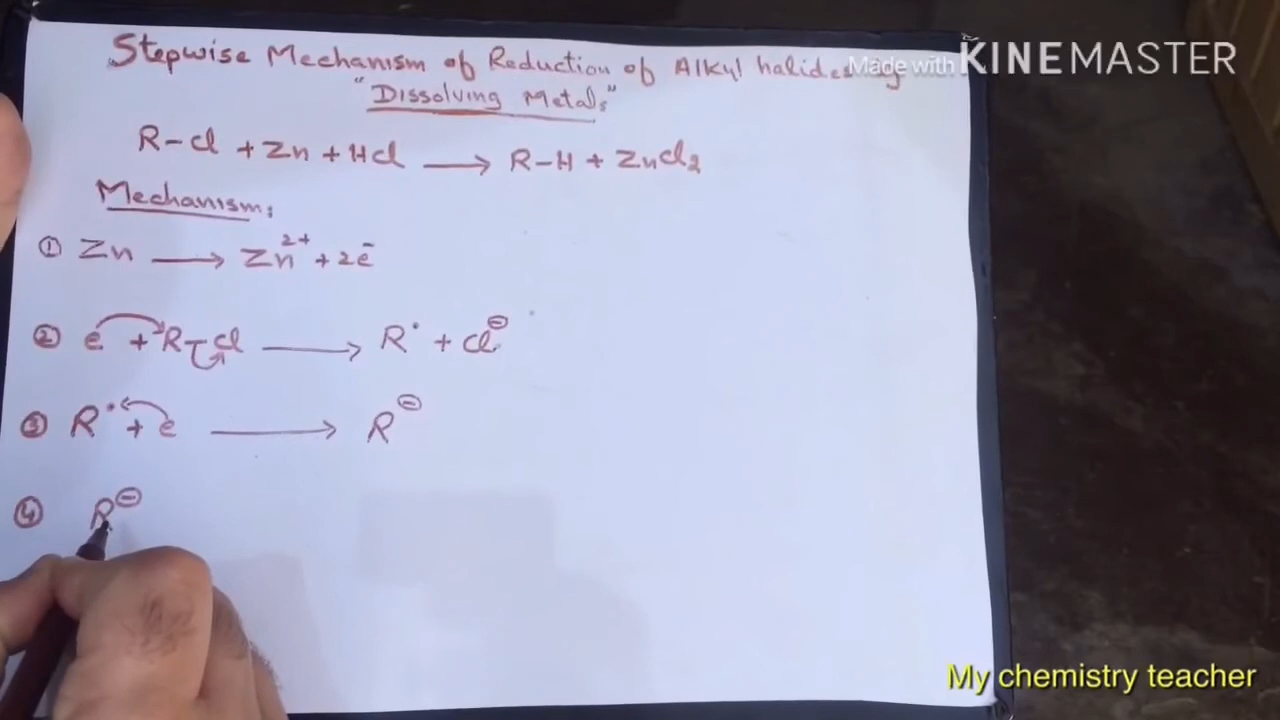 Stepwise Mechanism of Reduction of Alkyl halides
Made with KINEMASTER
"Dissolving Metals"
R-Cl + Zn + HCl ⟶ R-H + ZnCl₂
Mechanism:
① Zn ⟶ Zn²⁺ + 2e⁻
② e + R-Cl ⟶ R• + Cl⊖
③ R• + e ⟶ R⊖
④ R⊖
My chemistry teacher